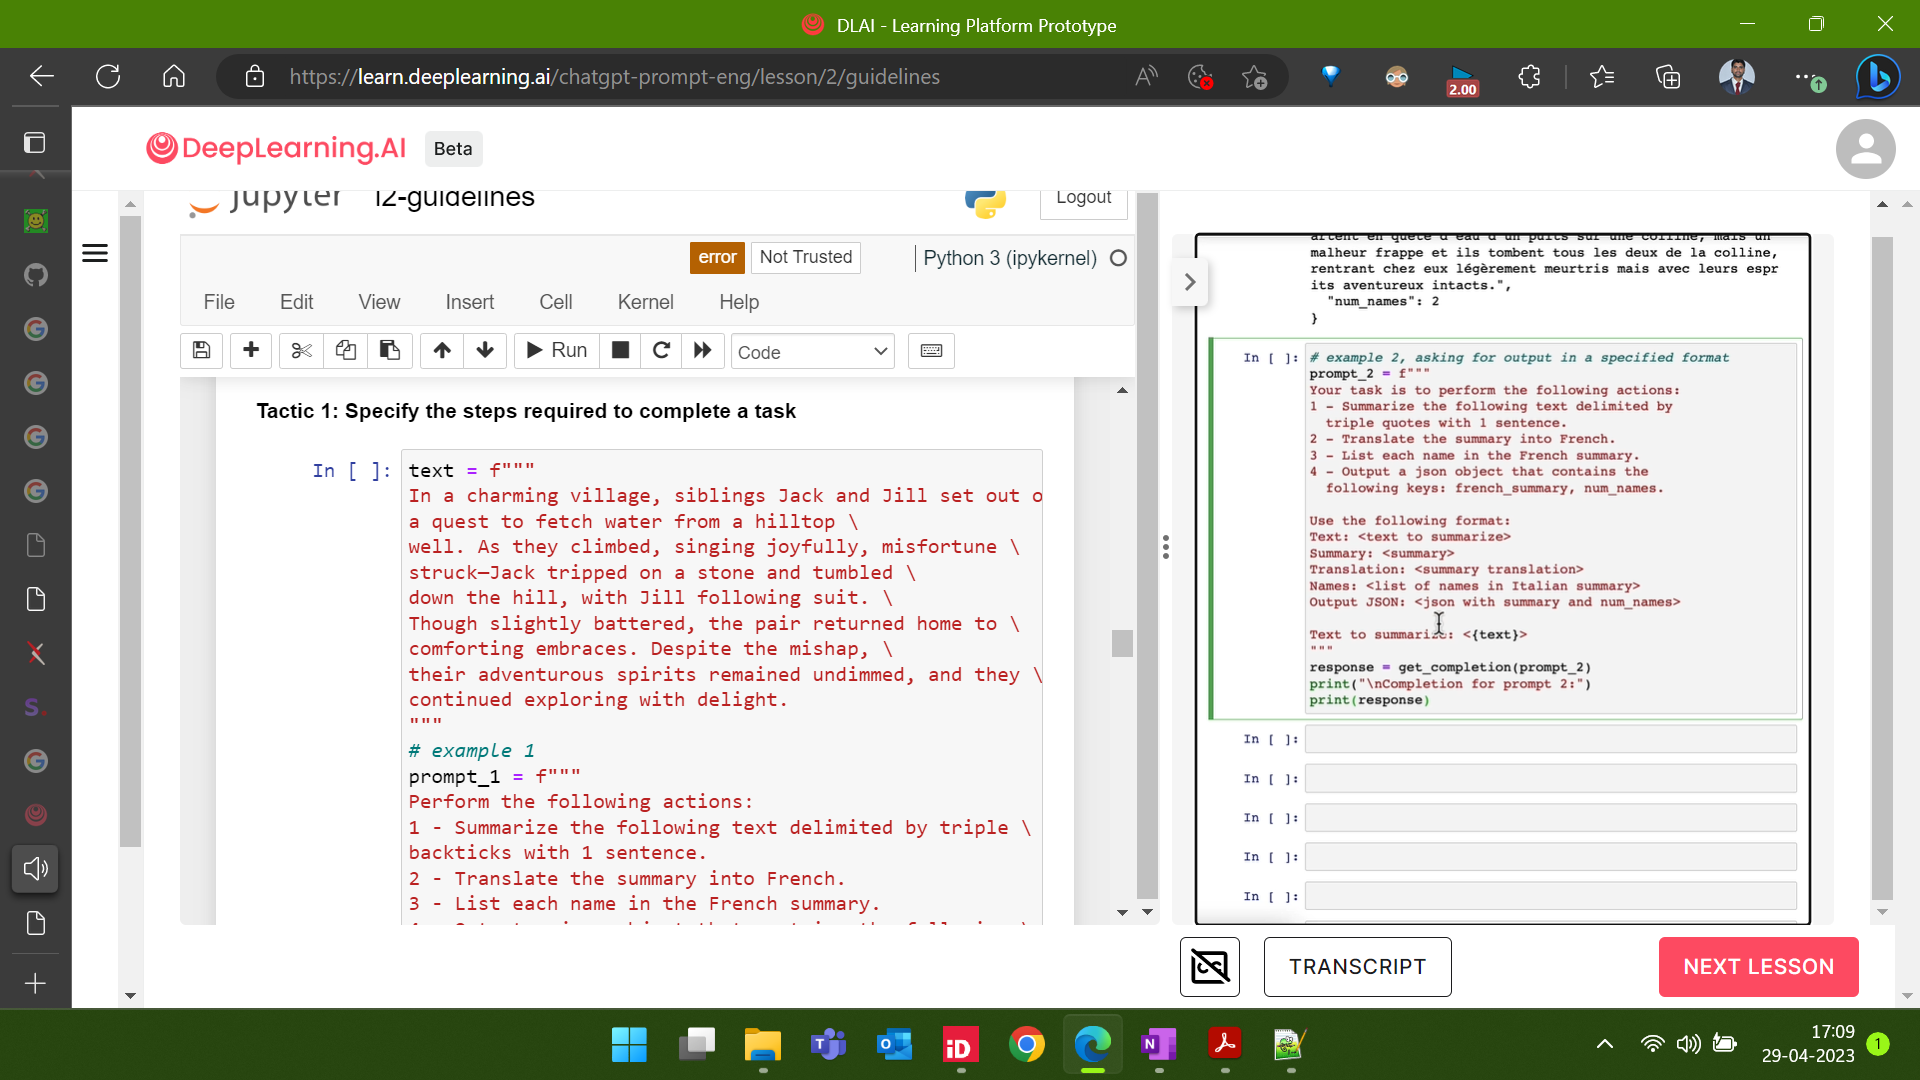 DLAI - Learning Platform Prototype
https://learn.deeplearning.ai/chatgpt-prompt-eng/lesson/2/guidelines
2.00
DeepLearning.AI Beta
jupyter l2-guidelines
Logout
error Not Trusted Python 3 (ipykernel)
File Edit View Insert Cell Kernel Help
Run Code
Tactic 1: Specify the steps required to complete a task
In [ ]: text = f"""
In a charming village, siblings Jack and Jill set out o
a quest to fetch water from a hilltop \
well. As they climbed, singing joyfully, misfortune \
struck—Jack tripped on a stone and tumbled \
down the hill, with Jill following suit. \
Though slightly battered, the pair returned home to \
comforting embraces. Despite the mishap, \
their adventurous spirits remained undimmed, and they \
continued exploring with delight.
"""
# example 1
prompt_1 = f"""
Perform the following actions:
1 - Summarize the following text delimited by triple \
backticks with 1 sentence.
2 - Translate the summary into French.
3 - List each name in the French summary.
artent en quête d'eau d'un puits sur une colline, mais un
malheur frappe et ils tombent tous les deux de la colline,
rentrant chez eux légèrement meurtris mais avec leurs espr
its aventureux intacts.",
"num_names": 2
}
In [ ]: # example 2, asking for output in a specified format
prompt_2 = f"""
Your task is to perform the following actions:
1 - Summarize the following text delimited by
triple quotes with 1 sentence.
2 - Translate the summary into French.
3 - List each name in the French summary.
4 - Output a json object that contains the
following keys: french_summary, num_names.
Use the following format:
Text: <text to summarize>
Summary: <summary>
Translation: <summary translation>
Names: <list of names in Italian summary>
Output JSON: <json with summary and num_names>
Text to summarize: <{text}>
"""
response = get_completion(prompt_2)
print("\nCompletion for prompt 2:")
print(response)
In [ ]:
In [ ]:
In [ ]:
In [ ]:
In [ ]:
TRANSCRIPT
NEXT LESSON
17:09
29-04-2023
1